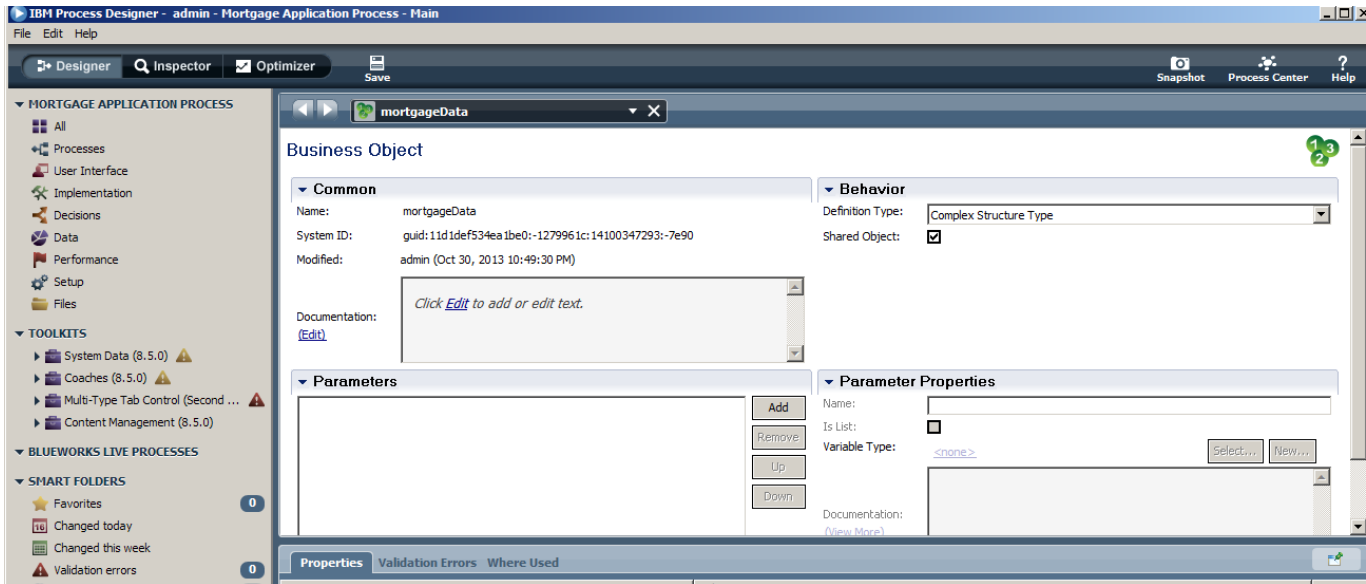 IBM Process Designer - admin - Mortgage Application Process - Main
File Edit Help
Designer Inspector Optimizer Save Snapshot Process Center Help
MORTGAGE APPLICATION PROCESS
All
Processes
User Interface
Implementation
Decisions
Data
Performance
Setup
Files
TOOLKITS
System Data (8.5.0)
Coaches (8.5.0)
Multi-Type Tab Control (Second ...
Content Management (8.5.0)
BLUEWORKS LIVE PROCESSES
SMART FOLDERS
Favorites 0
16 Changed today
Changed this week
Validation errors 0
mortgageData
Business Object
1 2 3
Common
Name: mortgageData
System ID: guid:11d1def534ea1be0:-1279961c:14100347293:-7e90
Modified: admin (Oct 30, 2013 10:49:30 PM)
Documentation:
(Edit)
Click Edit to add or edit text.
Behavior
Definition Type: Complex Structure Type
Shared Object:
Parameters
Add
Remove
Up
Down
Parameter Properties
Name:
Is List:
Variable Type: <none> Select... New...
Documentation:
(View More)
Properties Validation Errors Where Used